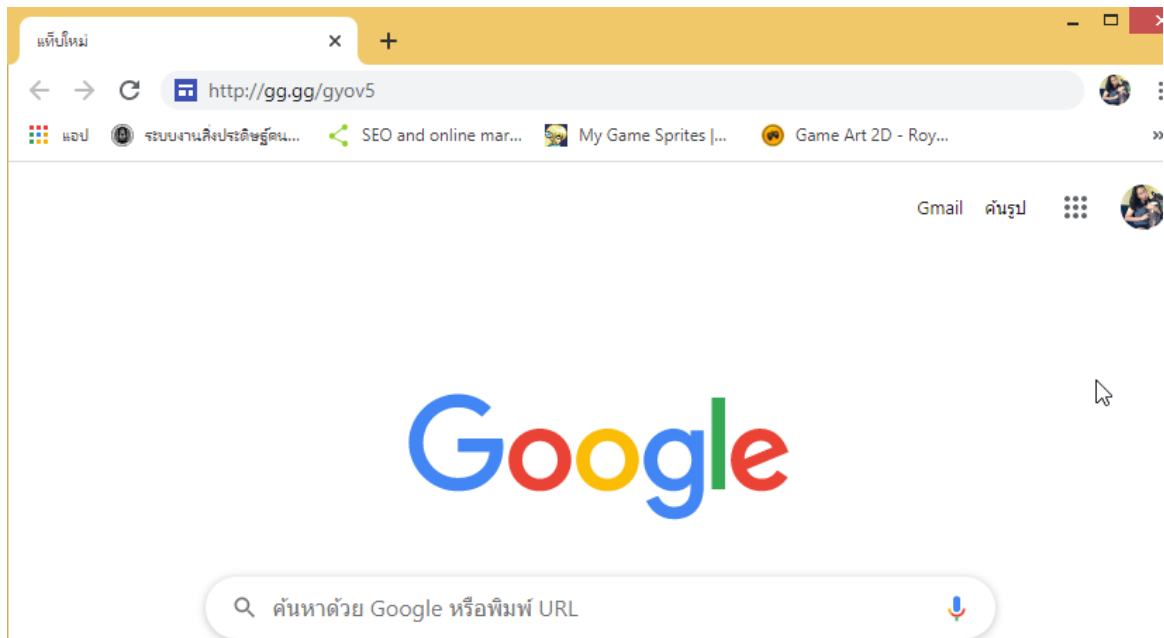 แท็บใหม่
http://gg.gg/gyov5
แอป ระบบงานสิ่งประดิษฐ์คน... SEO and online mar... My Game Sprites |... Game Art 2D - Roy...
Gmail ค้นรูป
Google
ค้นหาด้วย Google หรือพิมพ์ URL